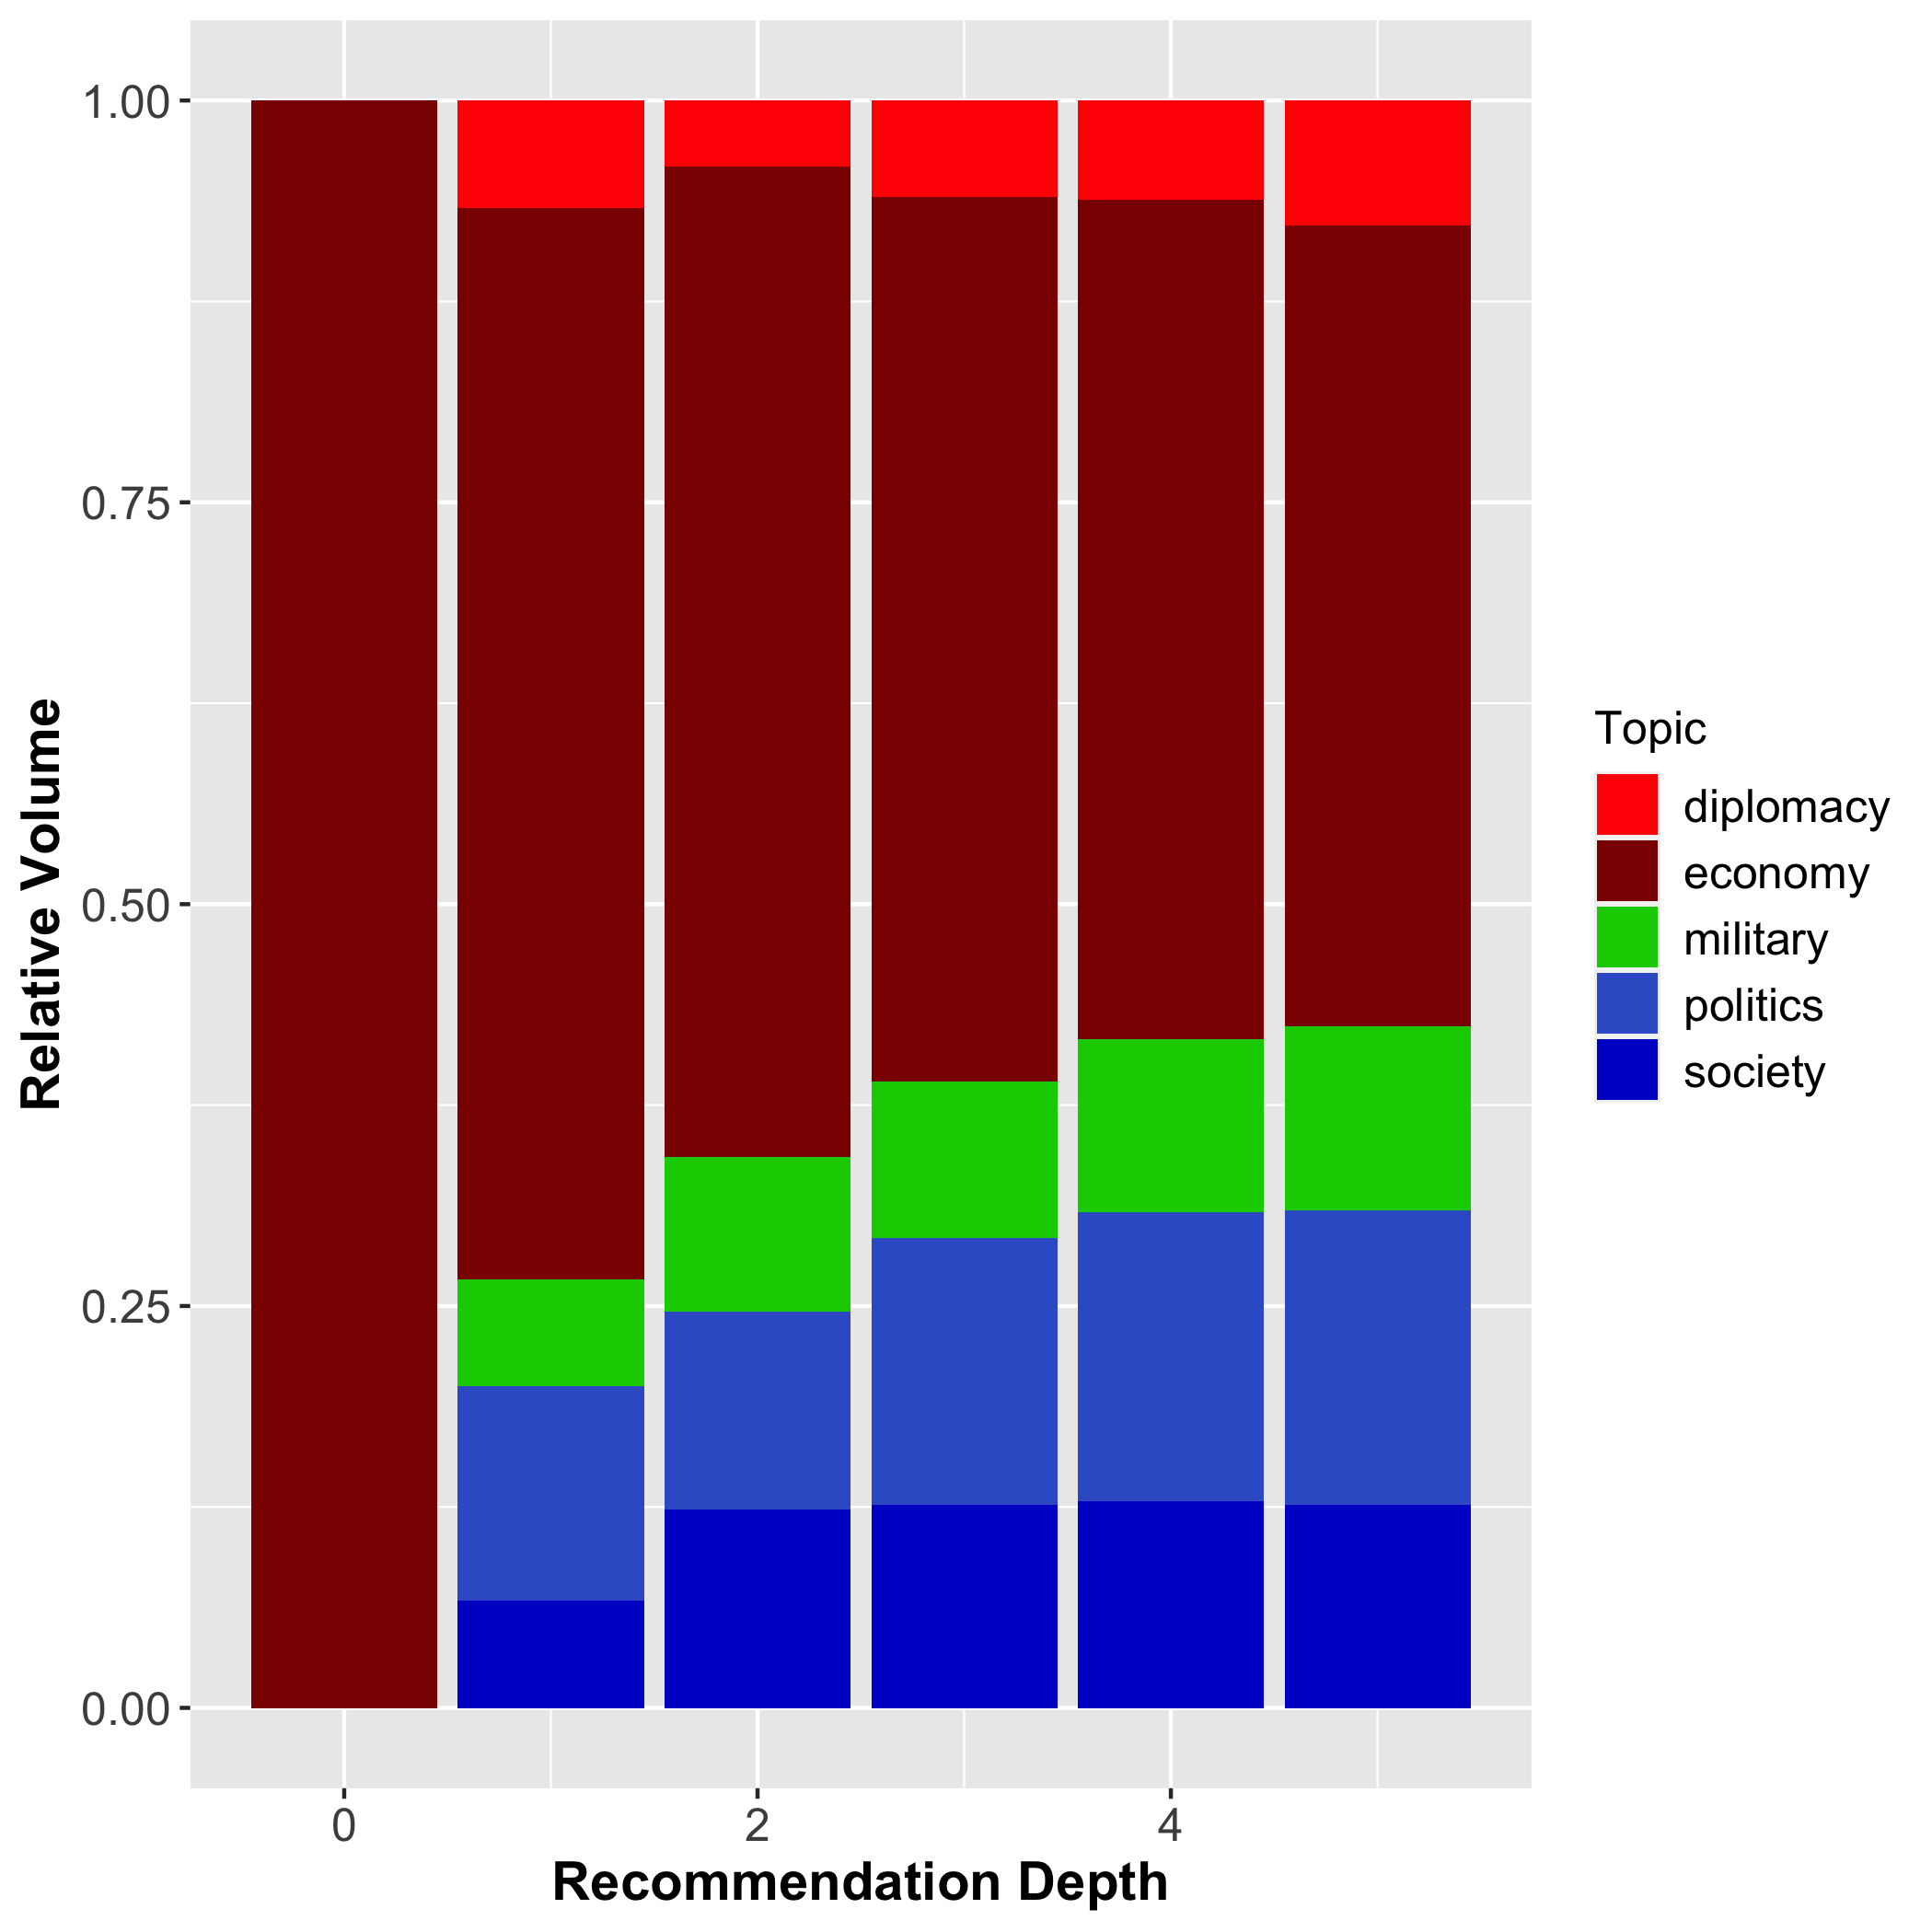 1.00
0.75
0.50
0.25
0.00
Relative Volume
0
2
4
Recommendation Depth
Topic
diplomacy
economy
military
politics
society